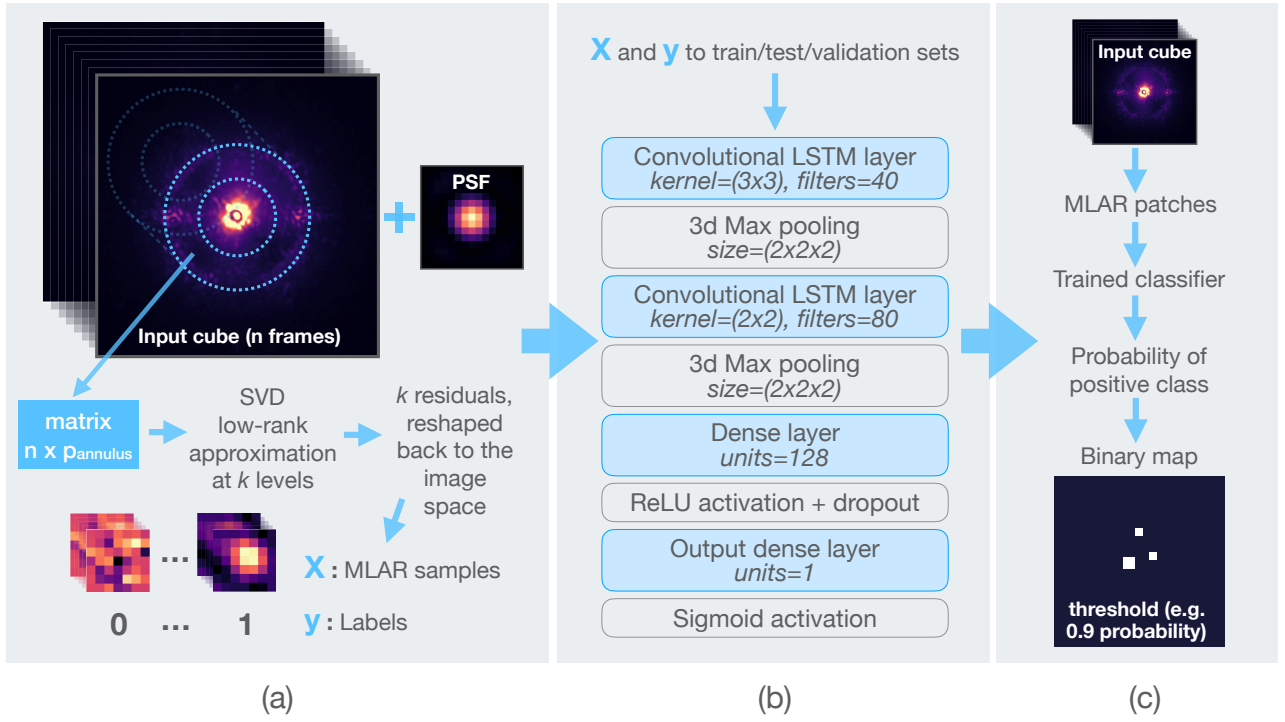 PSF
Input cube (n frames)
matrix
n x pannulus
SVD
low-rank
approximation
at k levels
k residuals,
reshaped
back to the
image
space
...
X : MLAR samples
0 ... 1
y : Labels
(a)
X and y to train/test/validation sets
Convolutional LSTM layer
kernel=(3x3), filters=40
3d Max pooling
size=(2x2x2)
Convolutional LSTM layer
kernel=(2x2), filters=80
3d Max pooling
size=(2x2x2)
Dense layer
units=128
ReLU activation + dropout
Output dense layer
units=1
Sigmoid activation
(b)
Input cube
MLAR patches
Trained classifier
Probability of
positive class
Binary map
threshold (e.g.
0.9 probability)
(c)